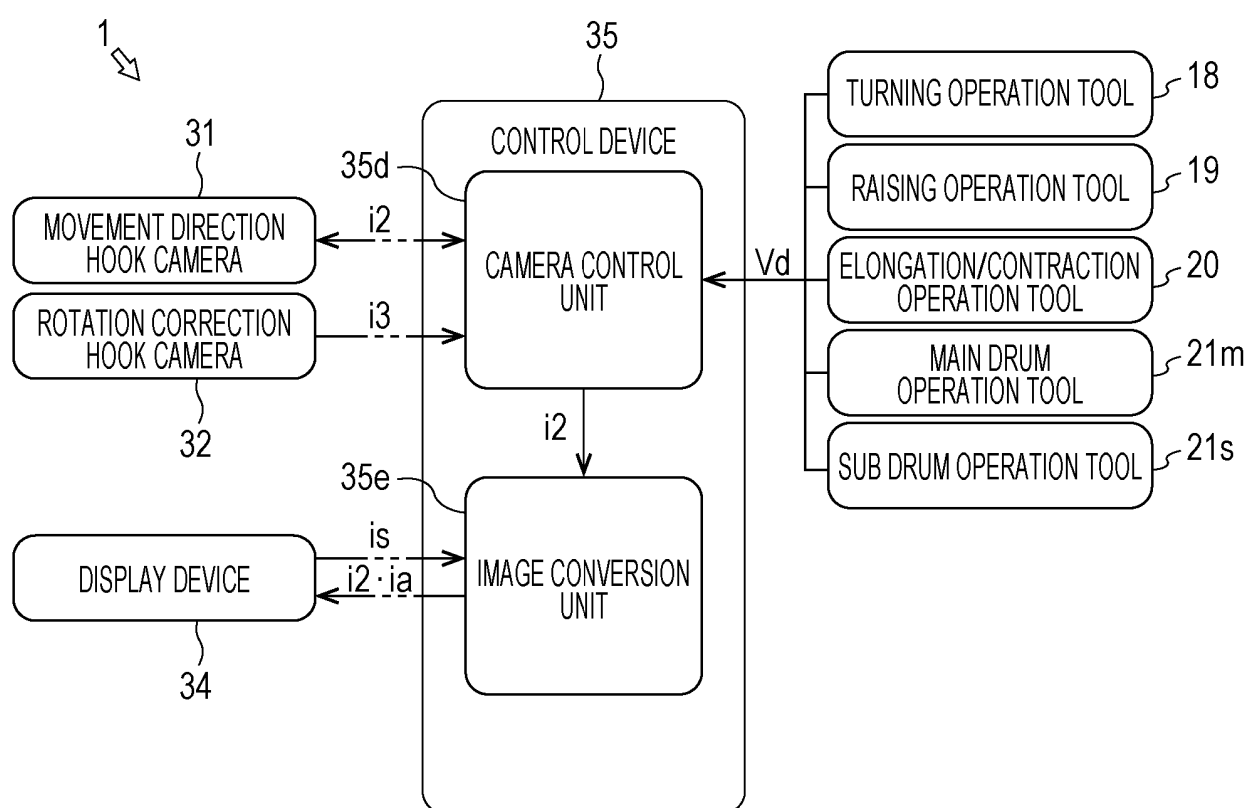 1
35
18
TURNING OPERATION TOOL
CONTROL DEVICE
31
35d
19
RAISING OPERATION TOOL
MOVEMENT DIRECTION
HOOK CAMERA
i2
CAMERA CONTROL
UNIT
Vd
20
ELONGATION/CONTRACTION
OPERATION TOOL
ROTATION CORRECTION
HOOK CAMERA
i3
21m
MAIN DRUM
OPERATION TOOL
32
i2
21s
SUB DRUM OPERATION TOOL
35e
is
DISPLAY DEVICE
i2・ia
IMAGE CONVERSION
UNIT
34